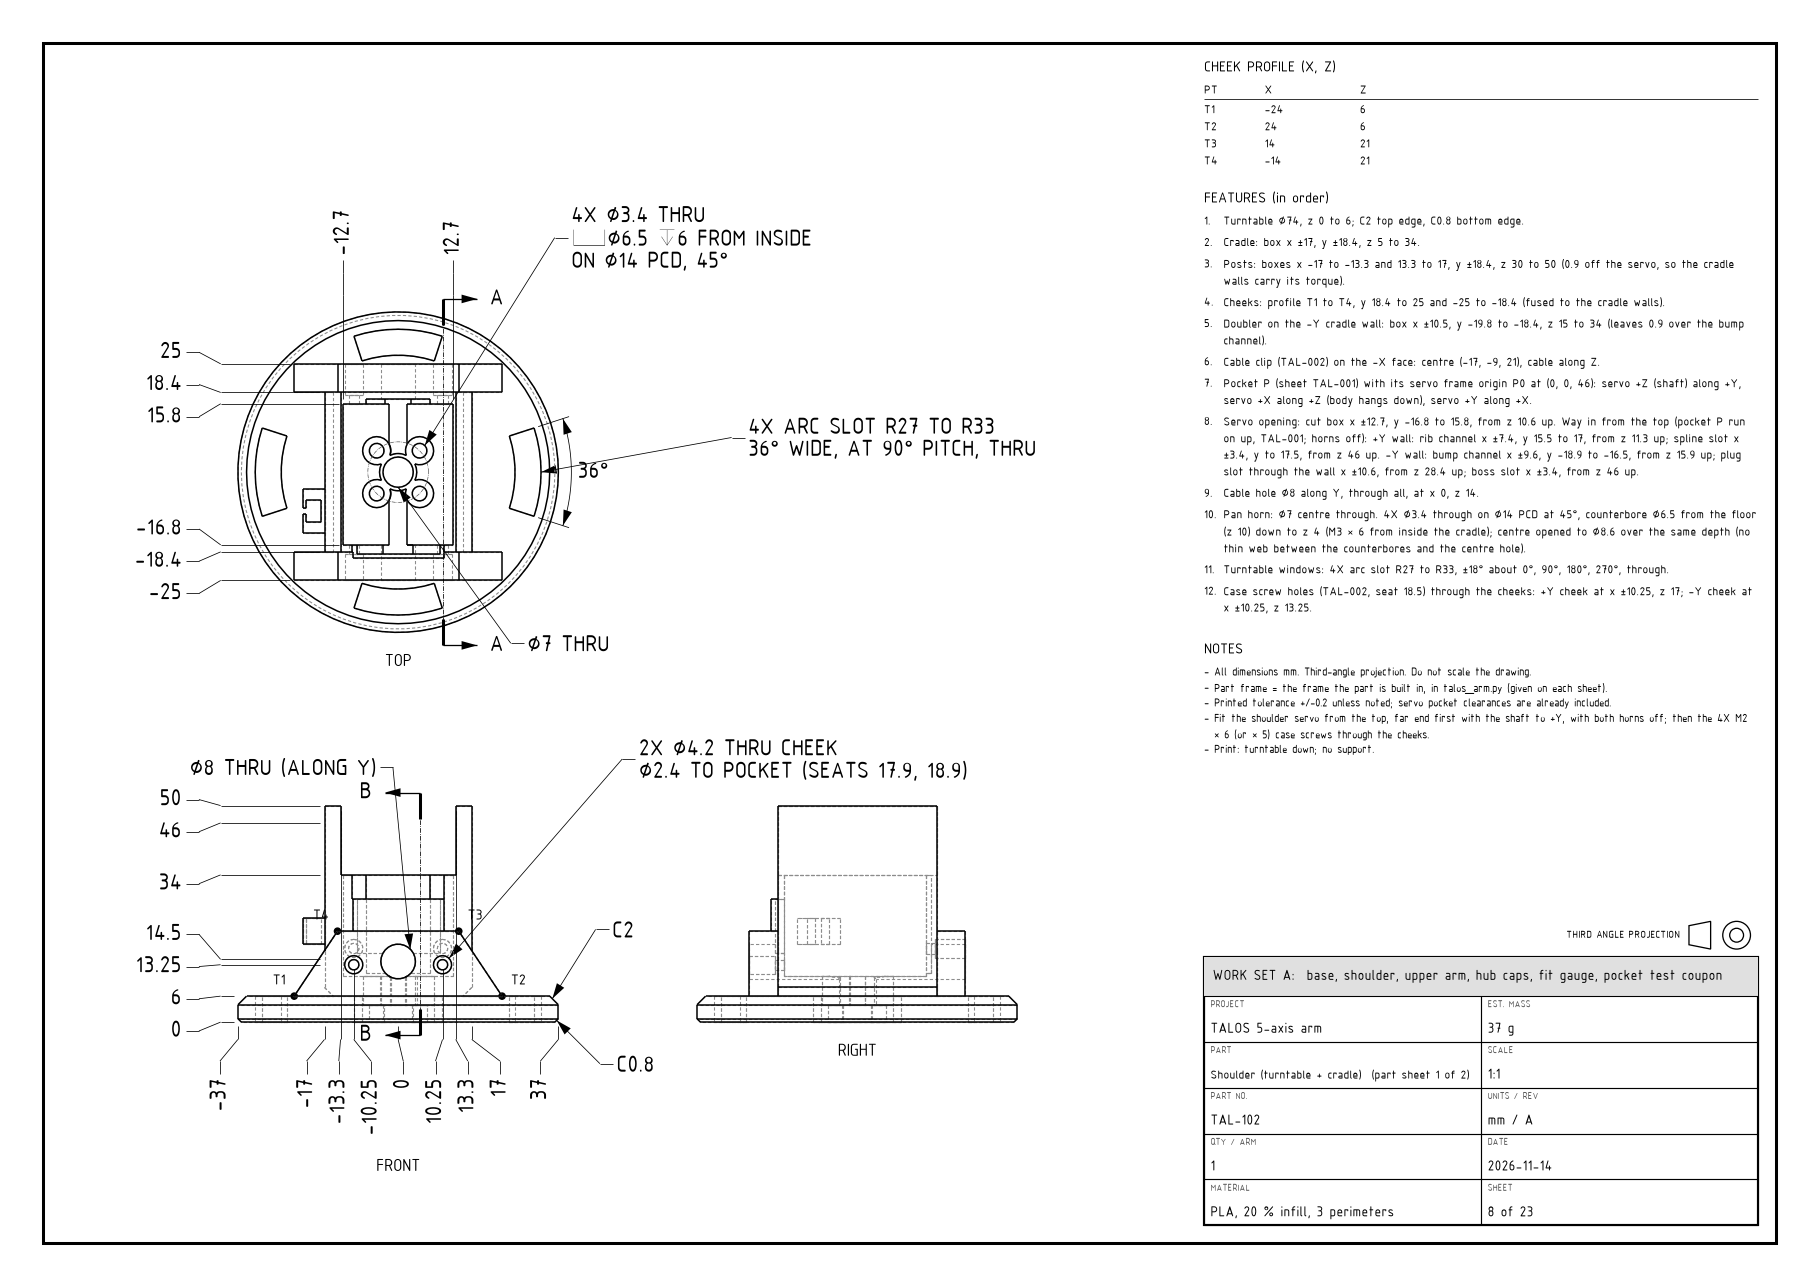 CHEEK PROFILE (X, Z)
PT X Z
T1 -24 6
T2 24 6
T3 14 21
T4 -14 21
FEATURES (in order)
1. Turntable ⌀74, z 0 to 6; C2 top edge, C0.8 bottom edge.
2. Cradle: box x ±17, y ±18.4, z 5 to 34.
3. Posts: boxes x -17 to -13.3 and 13.3 to 17, y ±18.4, z 30 to 50 (0.9 off the servo, so the cradle
walls carry its torque).
4. Cheeks: profile T1 to T4, y 18.4 to 25 and -25 to -18.4 (fused to the cradle walls).
5. Doubler on the -Y cradle wall: box x ±10.5, y -19.8 to -18.4, z 15 to 34 (leaves 0.9 over the bump
channel).
6. Cable clip (TAL-002) on the -X face: centre (-17, -9, 21), cable along Z.
7. Pocket P (sheet TAL-001) with its servo frame origin P0 at (0, 0, 46): servo +Z (shaft) along +Y,
servo +X along +Z (body hangs down), servo +Y along +X.
8. Servo opening: cut box x ±12.7, y -16.8 to 15.8, from z 10.6 up. Way in from the top (pocket P run
on up, TAL-001; horns off): +Y wall: rib channel x ±7.4, y 15.5 to 17, from z 11.3 up; spline slot x
±3.4, y to 17.5, from z 46 up. -Y wall: bump channel x ±9.6, y -18.9 to -16.5, from z 15.9 up; plug
slot through the wall x ±10.6, from z 28.4 up; boss slot x ±3.4, from z 46 up.
9. Cable hole ⌀8 along Y, through all, at x 0, z 14.
10. Pan horn: ⌀7 centre through. 4X ⌀3.4 through on ⌀14 PCD at 45°, counterbore ⌀6.5 from the floor
(z 10) down to z 4 (M3 × 6 from inside the cradle); centre opened to ⌀8.6 over the same depth (no
thin web between the counterbores and the centre hole).
11. Turntable windows: 4X arc slot R27 to R33, ±18° about 0°, 90°, 180°, 270°, through.
12. Case screw holes (TAL-002, seat 18.5) through the cheeks: +Y cheek at x ±10.25, z 17; -Y cheek at
x ±10.25, z 13.25.
NOTES
- All dimensions mm. Third-angle projection. Do not scale the drawing.
- Part frame = the frame the part is built in, in talos_arm.py (given on each sheet).
- Printed tolerance +/-0.2 unless noted; servo pocket clearances are already included.
- Fit the shoulder servo from the top, far end first with the shaft to +Y, with both horns off; then the 4X M2
× 6 (or × 5) case screws through the cheeks.
- Print: turntable down; no support.
-12.7
12.7
4X ⌀3.4 THRU
⌴⌀6.5 ↧6 FROM INSIDE
ON ⌀14 PCD, 45°
A
25
18.4
15.8
-16.8
-18.4
-25
4X ARC SLOT R27 TO R33
36° WIDE, AT 90° PITCH, THRU
36°
A
⌀7 THRU
TOP
2X ⌀4.2 THRU CHEEK
⌀2.4 TO POCKET (SEATS 17.9, 18.9)
⌀8 THRU (ALONG Y)
B
50
46
34
14.5
13.25
6
0
T4
T3
T1
T2
C2
C0.8
B
-37
-17
-13.3
-10.25
0
10.25
13.3
17
37
FRONT
RIGHT
THIRD ANGLE PROJECTION
WORK SET A: base, shoulder, upper arm, hub caps, fit gauge, pocket test coupon
PROJECT
TALOS 5-axis arm
EST. MASS
37 g
PART
Shoulder (turntable + cradle) (part sheet 1 of 2)
SCALE
1:1
PART NO.
TAL-102
UNITS / REV
mm / A
QTY / ARM
1
DATE
2026-11-14
MATERIAL
PLA, 20 % infill, 3 perimeters
SHEET
8 of 23